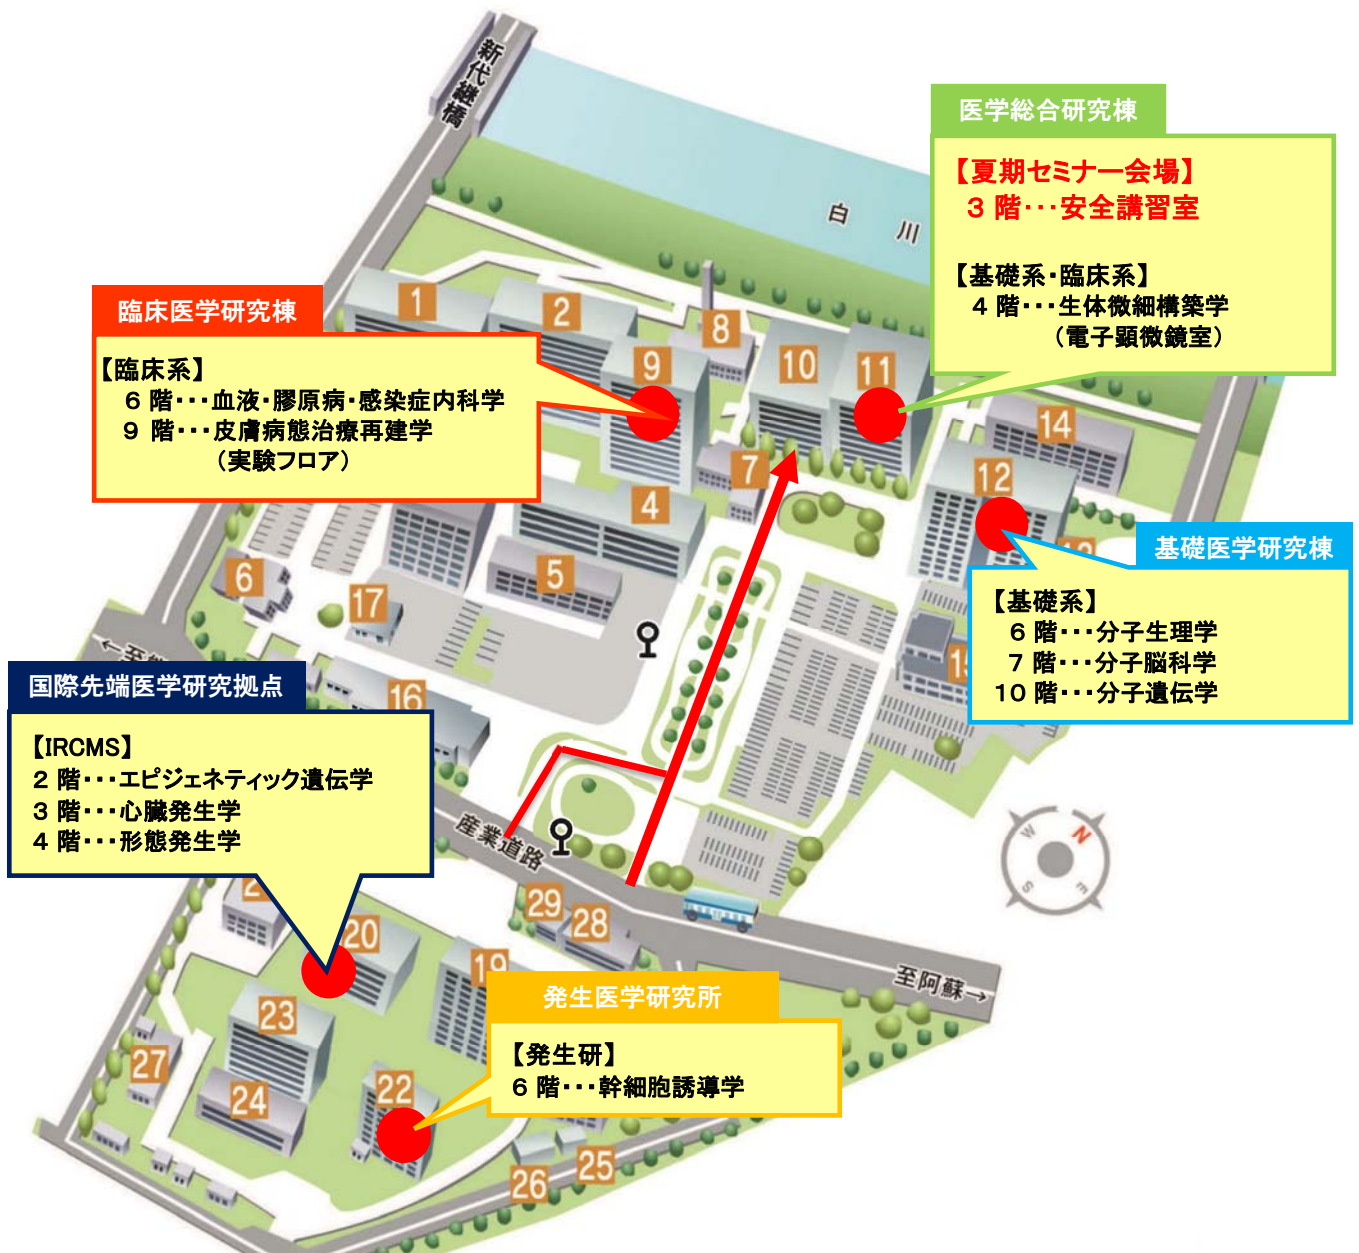 新代継橋
白川
医学総合研究棟
【夏期セミナー会場】
3 階・・・安全講習室
【基礎系・臨床系】
4 階・・・生体微細構築学
（電子顕微鏡室）
臨床医学研究棟
【臨床系】
6 階・・・血液・膠原病・感染症内科学
9 階・・・皮膚病態治療再建学
（実験フロア）
1
2
8
9
10
11
14
12
7
4
5
6
17
16
基礎医学研究棟
【基礎系】
6 階・・・分子生理学
7 階・・・分子脳科学
10 階・・・分子遺伝学
国際先端医学研究拠点
【IRCMS】
2 階・・・エピジェネティック遺伝学
3 階・・・心臓発生学
4 階・・・形態発生学
産業道路
N
E
S
W
29
28
20
19
至阿蘇→
発生医学研究所
【発生研】
6 階・・・幹細胞誘導学
23
27
24
22
26
25